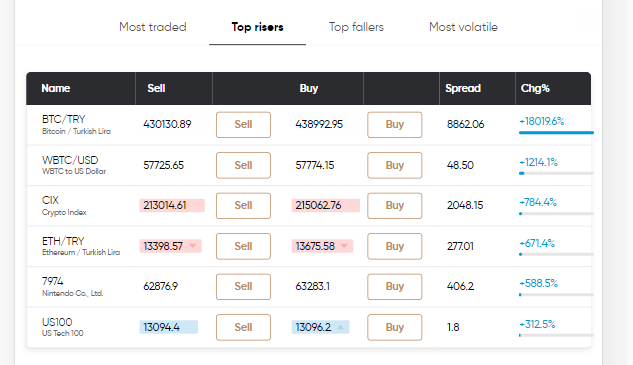 Most traded Top risers Top fallers Most volatile
Name Sell Buy Spread Chg%
BTC/TRY 430130.89 Sell 438992.95 Buy 8862.06 +18019.6%
Bitcoin / Turkish Lira
WBTC/USD 57725.65 Sell 57774.15 Buy 48.50 +1214.1%
WBTC to US Dollar
CIX 213014.61 Sell 215062.76 Buy 2048.15 +784.4%
Crypto Index
ETH/TRY 13398.57 Sell 13675.58 Buy 277.01 +671.4%
Ethereum / Turkish Lira
7974 62876.9 Sell 63283.1 Buy 406.2 +588.5%
Nintendo Co., Ltd.
US100 13094.4 Sell 13096.2 Buy 1.8 +312.5%
US Tech 100